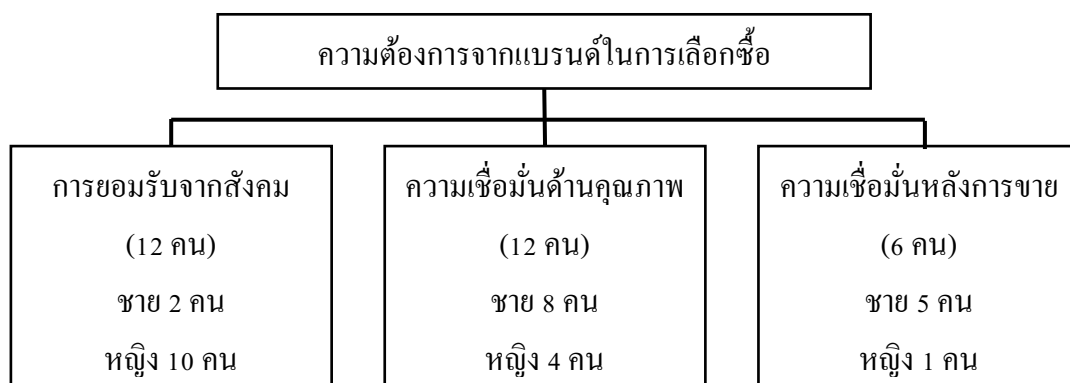 ความต้องการจากแบรนด์ในการเลือกซื้อ
การยอมรับจากสังคม
(12 คน)
ชาย 2 คน
หญิง 10 คน
ความเชื่อมั่นด้านคุณภาพ
(12 คน)
ชาย 8 คน
หญิง 4 คน
ความเชื่อมั่นหลังการขาย
(6 คน)
ชาย 5 คน
หญิง 1 คน